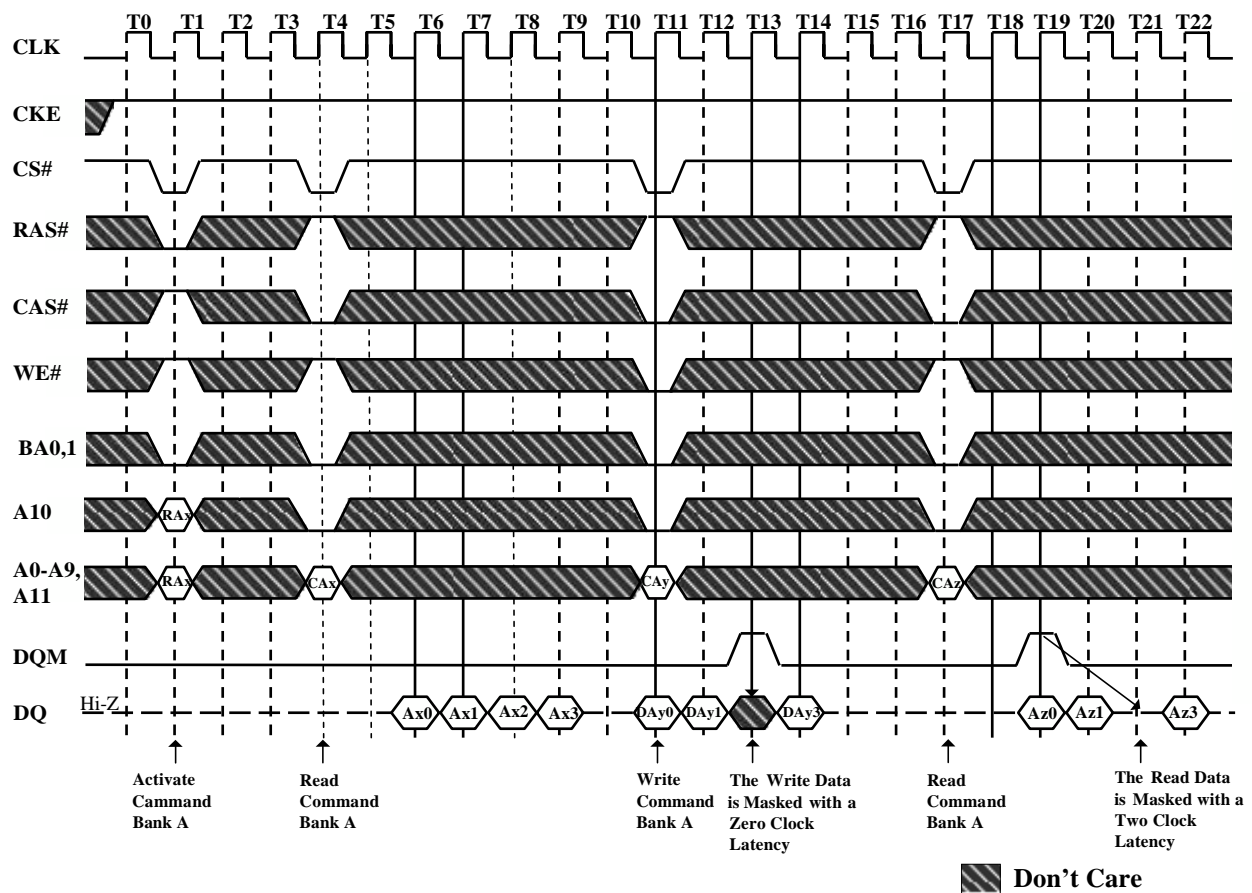 T0 T1 T2 T3 T4 T5 T6 T7 T8 T9 T10 T11 T12 T13 T14 T15 T16 T17 T18 T19 T20 T21 T22
CLK
CKE
CS#
RAS#
CAS#
WE#
BA0,1
A10
RAx
A0-A9,
A11
RAx CAx CAy CAz
DQM
DQ
Hi-Z
Ax0 Ax1 Ax2 Ax3 DAy0 DAy1 DAy3 Az0 Az1 Az3
Activate
Cammand
Bank A
Read
Command
Bank A
Write
Command
Bank A
The Write Data
is Masked with a
Zero Clock
Latency
Read
Command
Bank A
The Read Data
is Masked with a
Two Clock
Latency
Don't Care